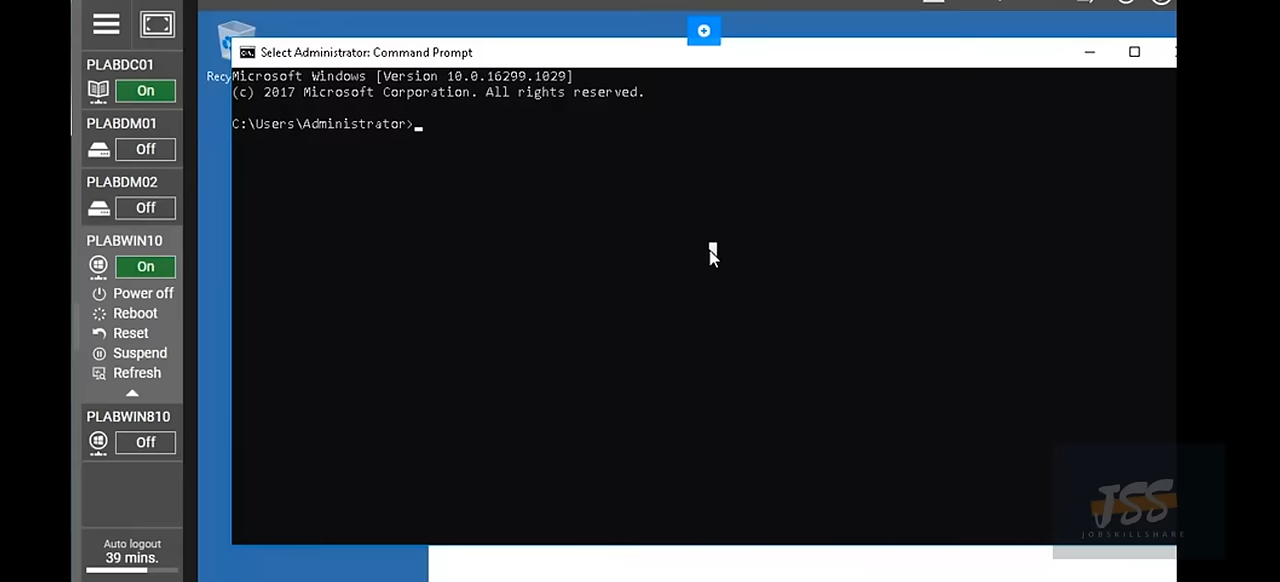 PLABDC01
On
PLABDM01
Off
PLABDM02
Off
PLABWIN10
On
Power off
Reboot
Reset
Suspend
Refresh
PLABWIN810
Off
Auto logout
39 mins.
Recy
Select Administrator: Command Prompt
Microsoft Windows [Version 10.0.16299.1029]
(c) 2017 Microsoft Corporation. All rights reserved.
C:\Users\Administrator>
JSS
JOBSKILLSHARE